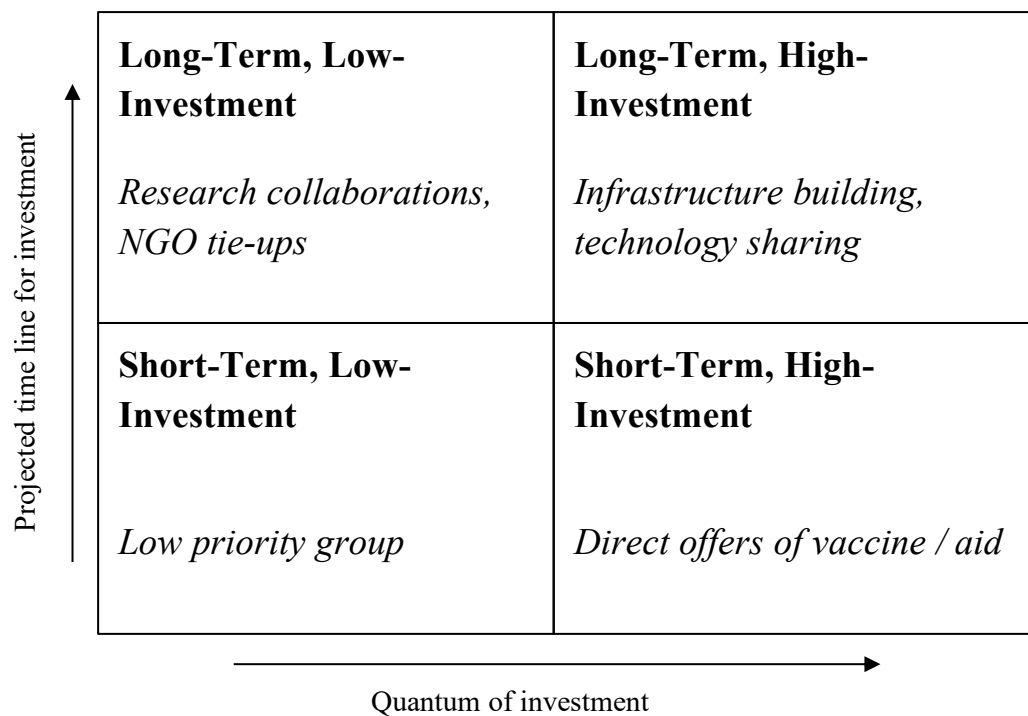 Projected time line for investment
Long-Term, Low-
Investment
Research collaborations,
NGO tie-ups
Long-Term, High-
Investment
Infrastructure building,
technology sharing
Short-Term, Low-
Investment
Low priority group
Short-Term, High-
Investment
Direct offers of vaccine / aid
Quantum of investment